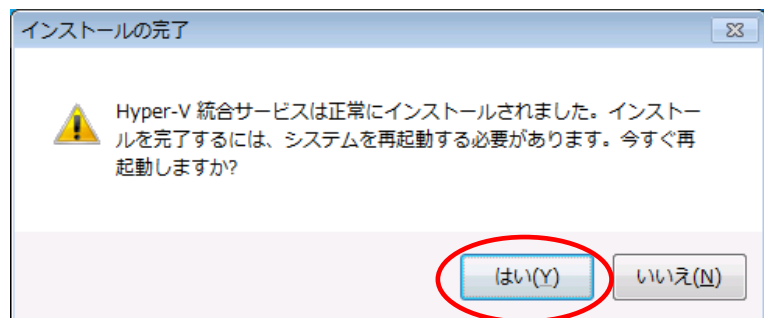 インストールの完了
Hyper-V 統合サービスは正常にインストールされました。インストー
ルを完了するには、システムを再起動する必要があります。今すぐ再
起動しますか?
はい(Y) いいえ(N)